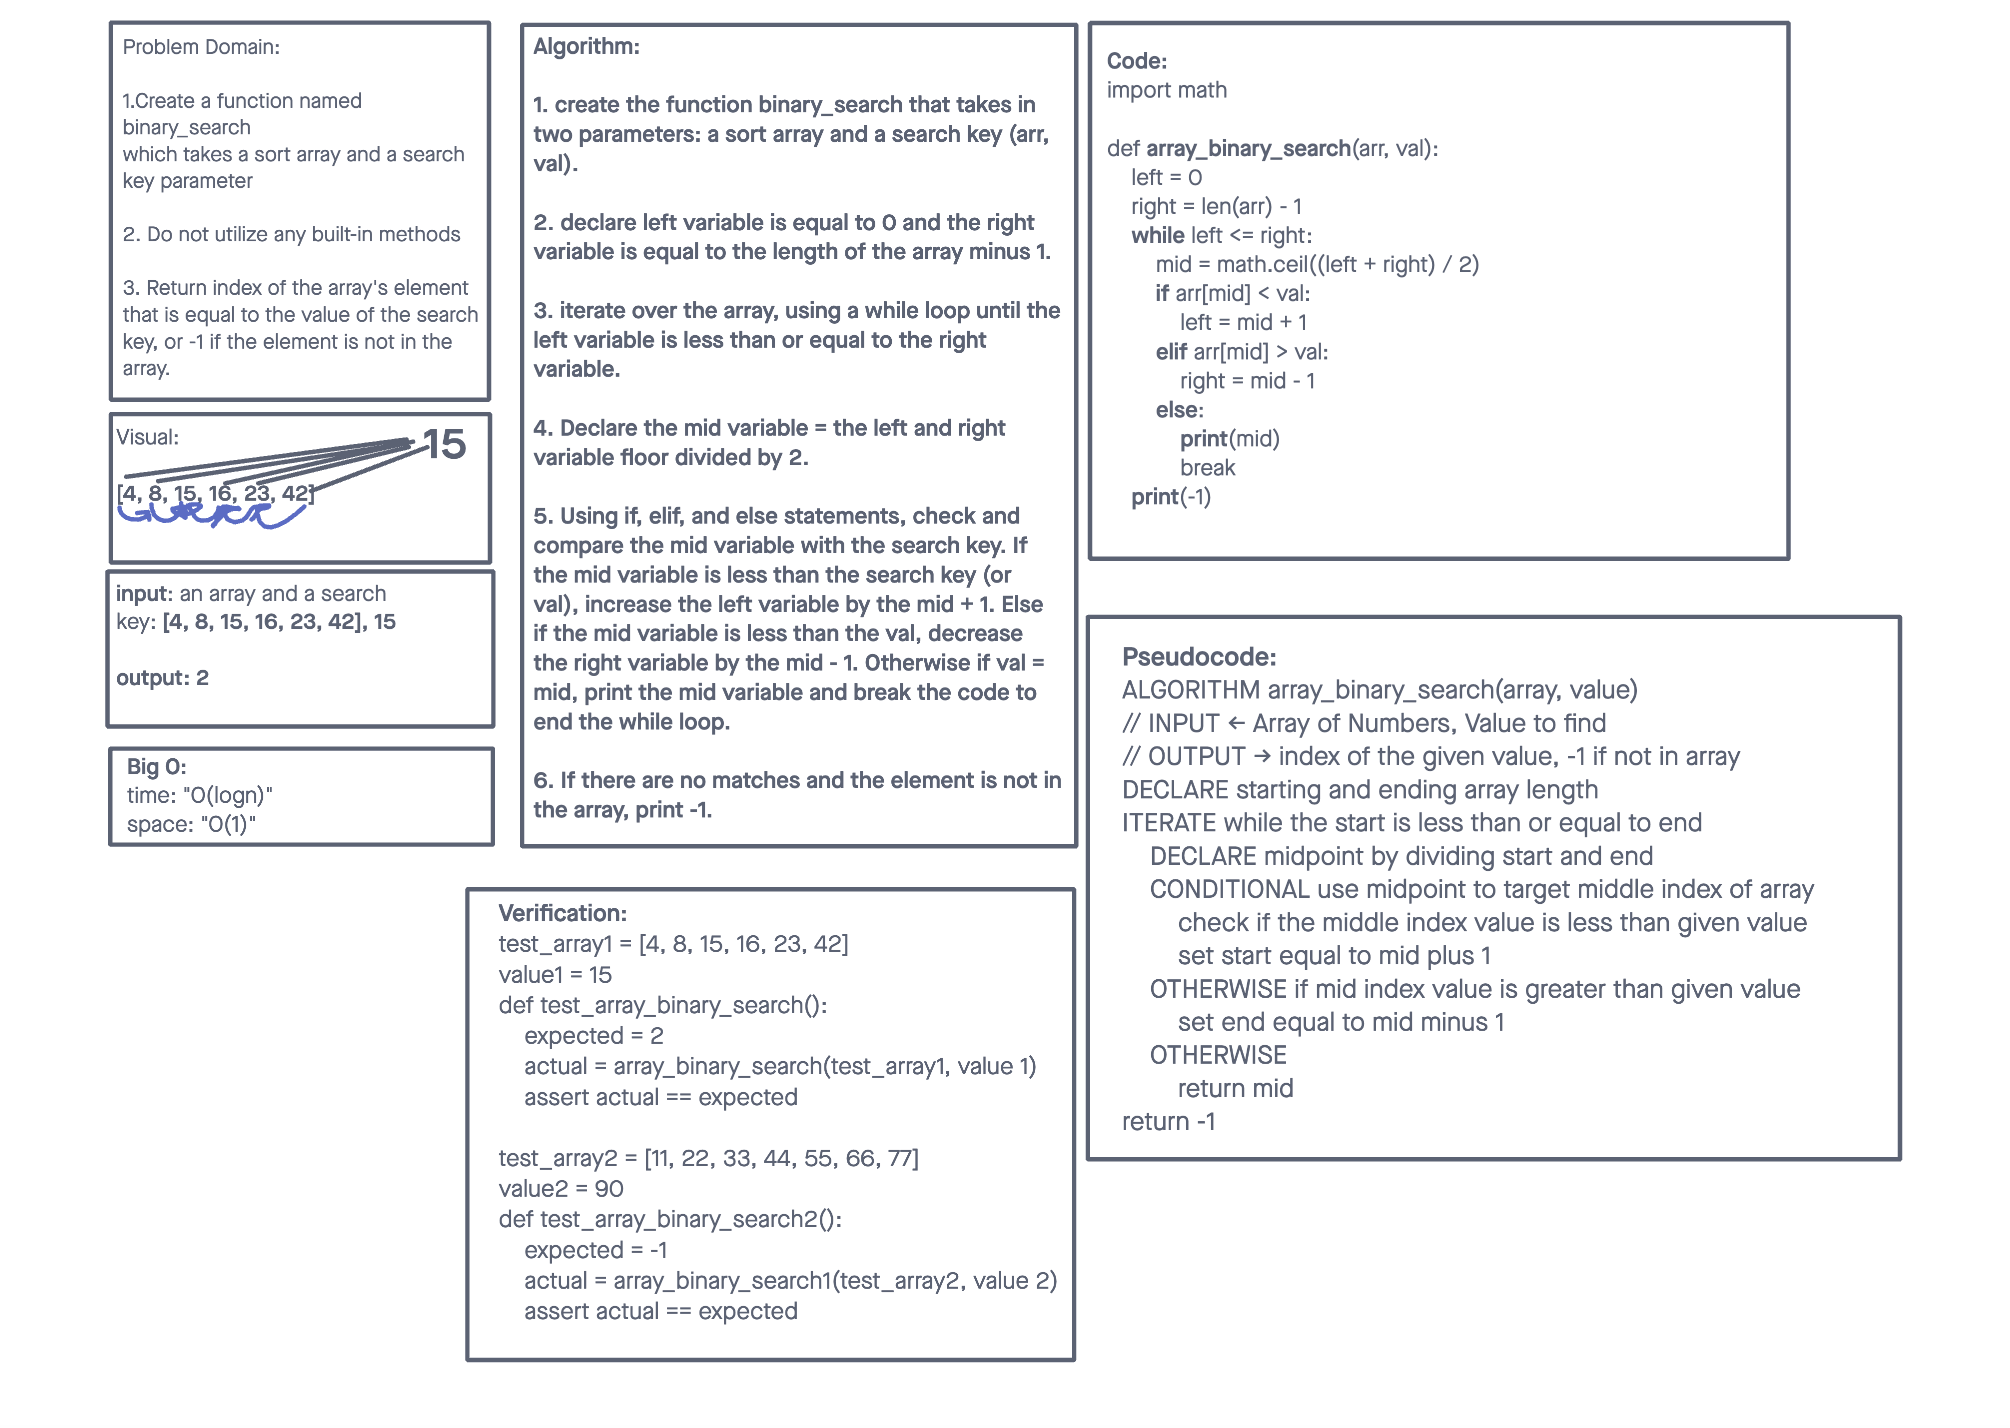 Problem Domain:
1.Create a function named
binary_search
which takes a sort array and a search
key parameter
2. Do not utilize any built-in methods
3. Return index of the array's element
that is equal to the value of the search
key, or -1 if the element is not in the
array.
Visual:
15
[4, 8, 15, 16, 23, 42]
input: an array and a search
key: [4, 8, 15, 16, 23, 42], 15
output: 2
Big O:
time: "O(logn)"
space: "O(1)"
Algorithm:
1. create the function binary_search that takes in
two parameters: a sort array and a search key (arr,
val).
2. declare left variable is equal to 0 and the right
variable is equal to the length of the array minus 1.
3. iterate over the array, using a while loop until the
left variable is less than or equal to the right
variable.
4. Declare the mid variable = the left and right
variable floor divided by 2.
5. Using if, elif, and else statements, check and
compare the mid variable with the search key. If
the mid variable is less than the search key (or
val), increase the left variable by the mid + 1. Else
if the mid variable is less than the val, decrease
the right variable by the mid - 1. Otherwise if val =
mid, print the mid variable and break the code to
end the while loop.
6. If there are no matches and the element is not in
the array, print -1.
Code:
import math
def array_binary_search(arr, val):
left = 0
right = len(arr) - 1
while left <= right:
mid = math.ceil((left + right) / 2)
if arr[mid] < val:
left = mid + 1
elif arr[mid] > val:
right = mid - 1
else:
print(mid)
break
print(-1)
Pseudocode:
ALGORITHM array_binary_search(array, value)
// INPUT ← Array of Numbers, Value to find
// OUTPUT → index of the given value, -1 if not in array
DECLARE starting and ending array length
ITERATE while the start is less than or equal to end
DECLARE midpoint by dividing start and end
CONDITIONAL use midpoint to target middle index of array
check if the middle index value is less than given value
set start equal to mid plus 1
OTHERWISE if mid index value is greater than given value
set end equal to mid minus 1
OTHERWISE
return mid
return -1
Verification:
test_array1 = [4, 8, 15, 16, 23, 42]
value1 = 15
def test_array_binary_search():
expected = 2
actual = array_binary_search(test_array1, value 1)
assert actual == expected
test_array2 = [11, 22, 33, 44, 55, 66, 77]
value2 = 90
def test_array_binary_search2():
expected = -1
actual = array_binary_search1(test_array2, value 2)
assert actual == expected